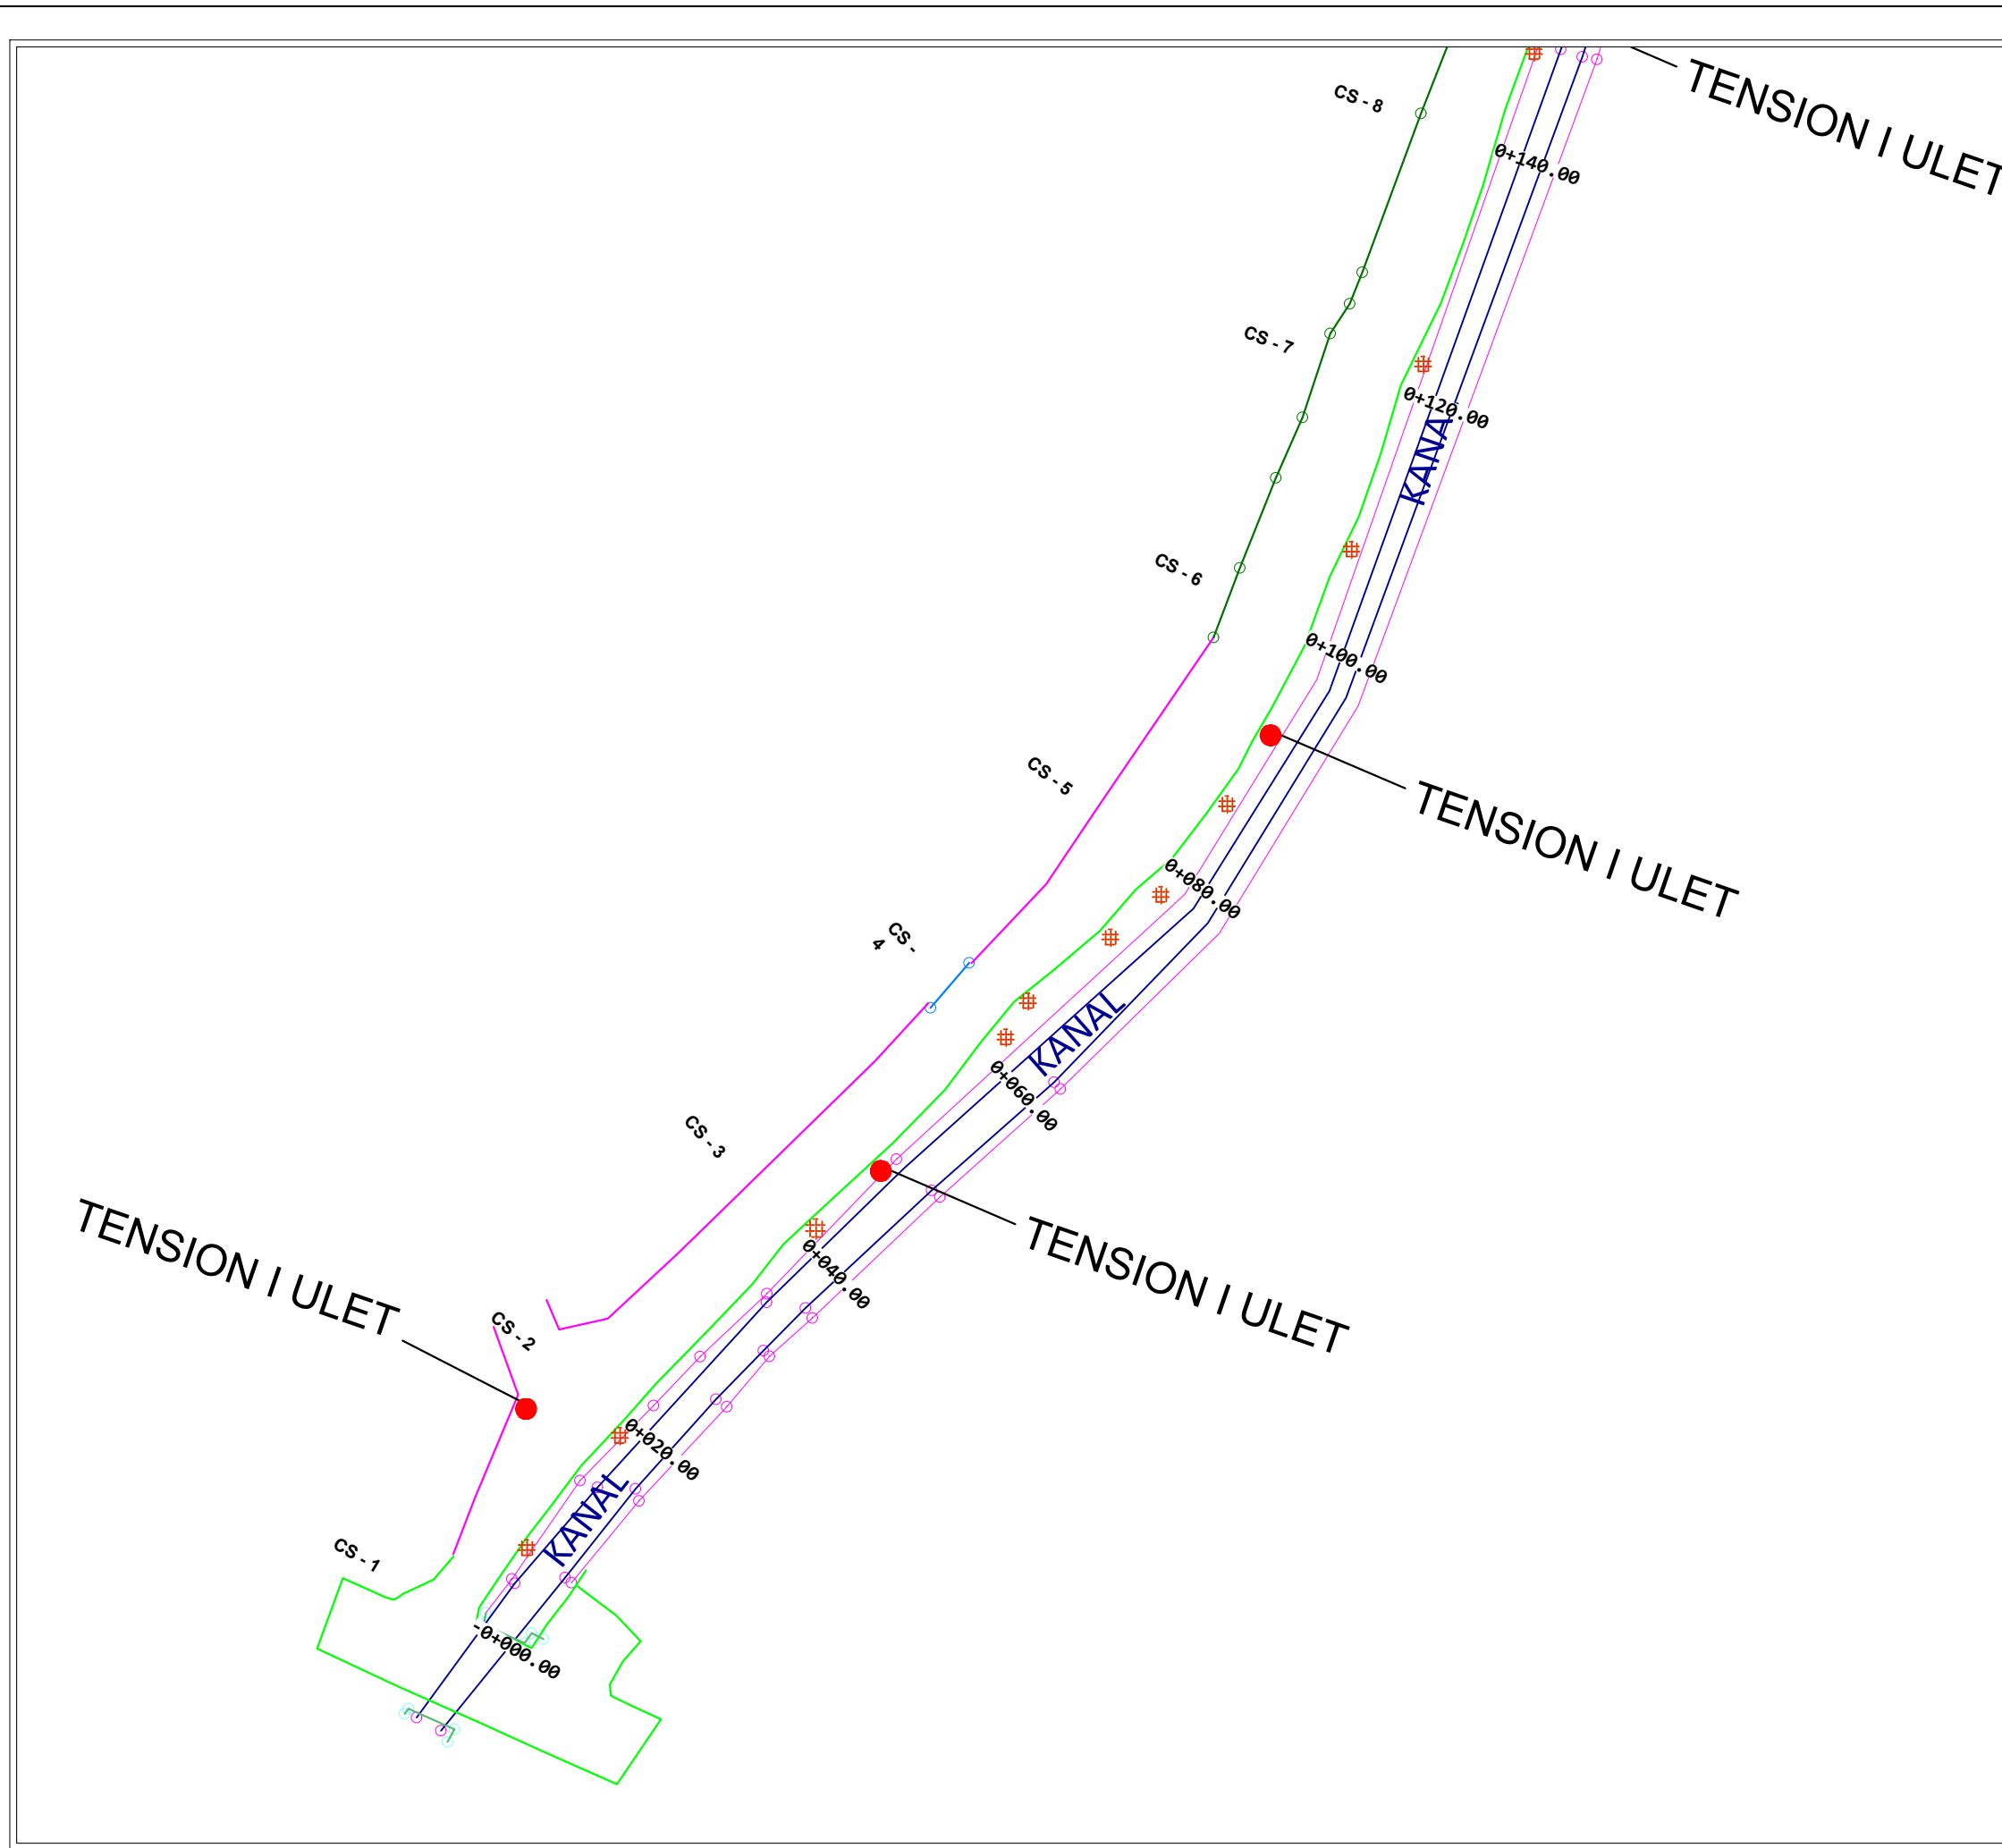 TENSION I ULET
CS - 8
0+140.00
CS - 7
0+120.00
KANA
CS - 6
0+100.00
CS - 5
TENSION I ULET
0+080.00
CS -
4
KANAL
0+060.00
CS - 3
TENSION I ULET
TENSION I ULET
0+040.00
CS - 2
0+020.00
KANAL
CS - 1
-0+000.00